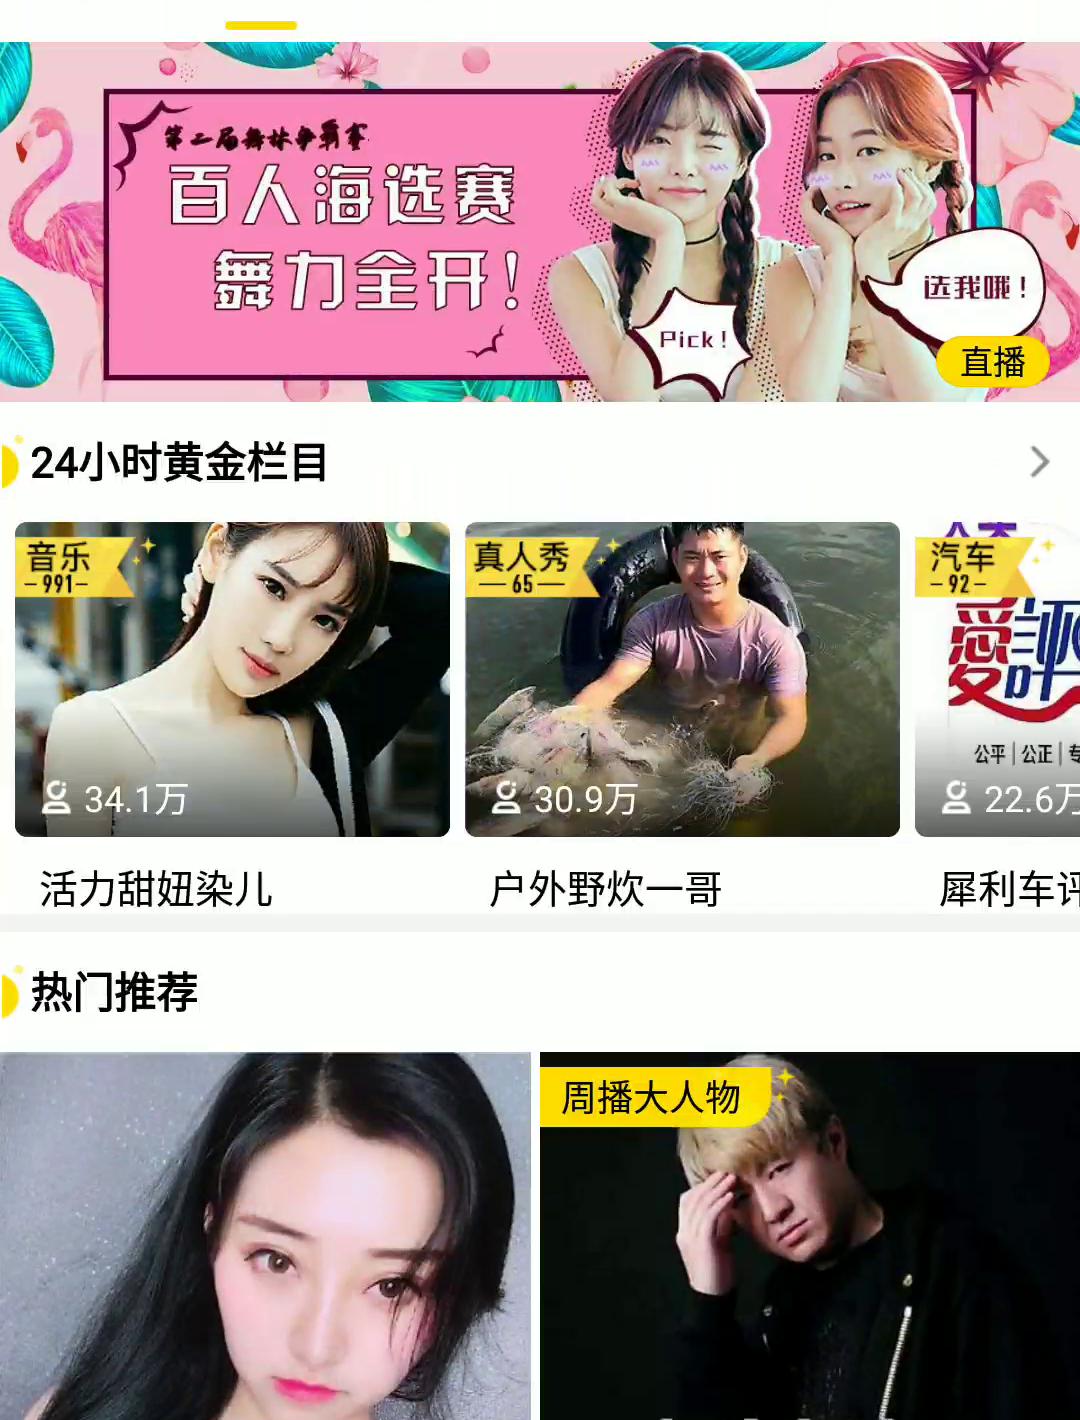 第二届舞林争霸赛
百人海选赛
舞力全开!
Pick!
选我哦!
直播
24小时黄金栏目
音乐
-991-
真人秀
-65-
汽车
-92-
爱评
公平|公正|专
34.1万
30.9万
22.6万
活力甜妞染儿
户外野炊一哥
犀利车评
热门推荐
周播大人物